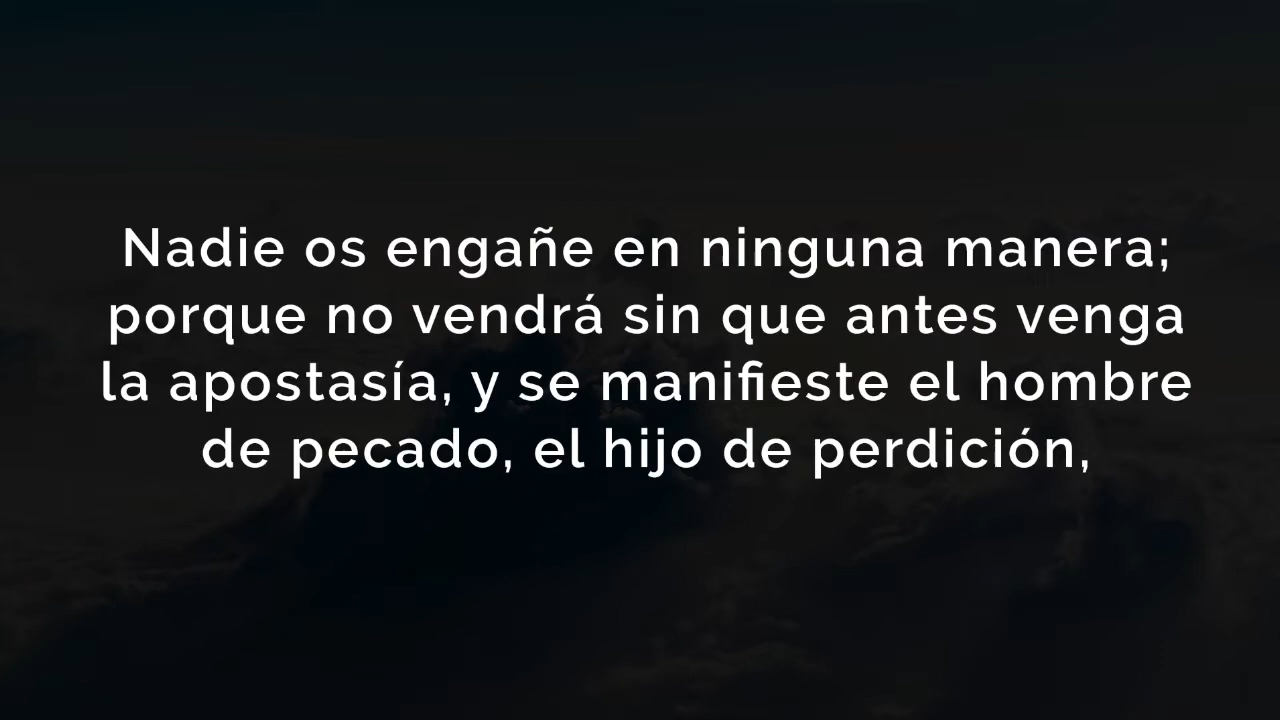 Nadie os engañe en ninguna manera;
porque no vendrá sin que antes venga
la apostasía, y se manifieste el hombre
de pecado, el hijo de perdición,